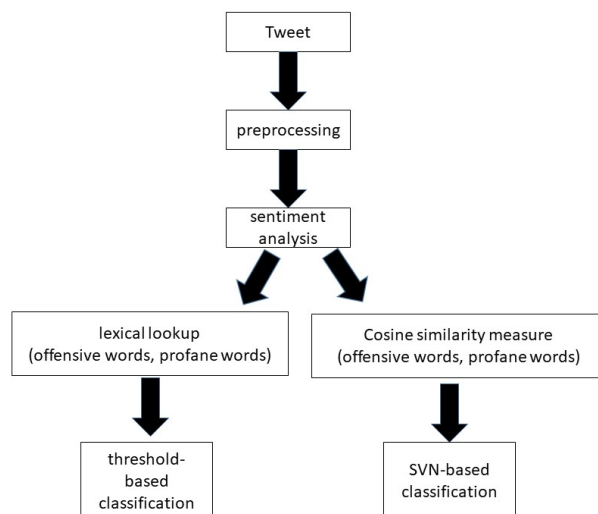 Tweet
preprocessing
sentiment
analysis
lexical lookup
(offensive words, profane words)
Cosine similarity measure
(offensive words, profane words)
threshold-
based
classification
SVN-based
classification